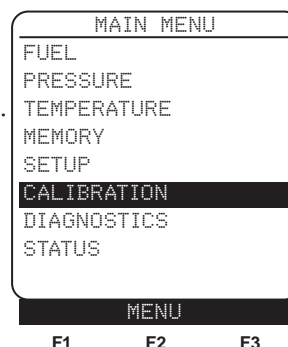 MAIN MENU
FUEL
PRESSURE
. TEMPERATURE
MEMORY
SETUP
CALIBRATION
DIAGNOSTICS
STATUS
MENU
F1 F2 F3